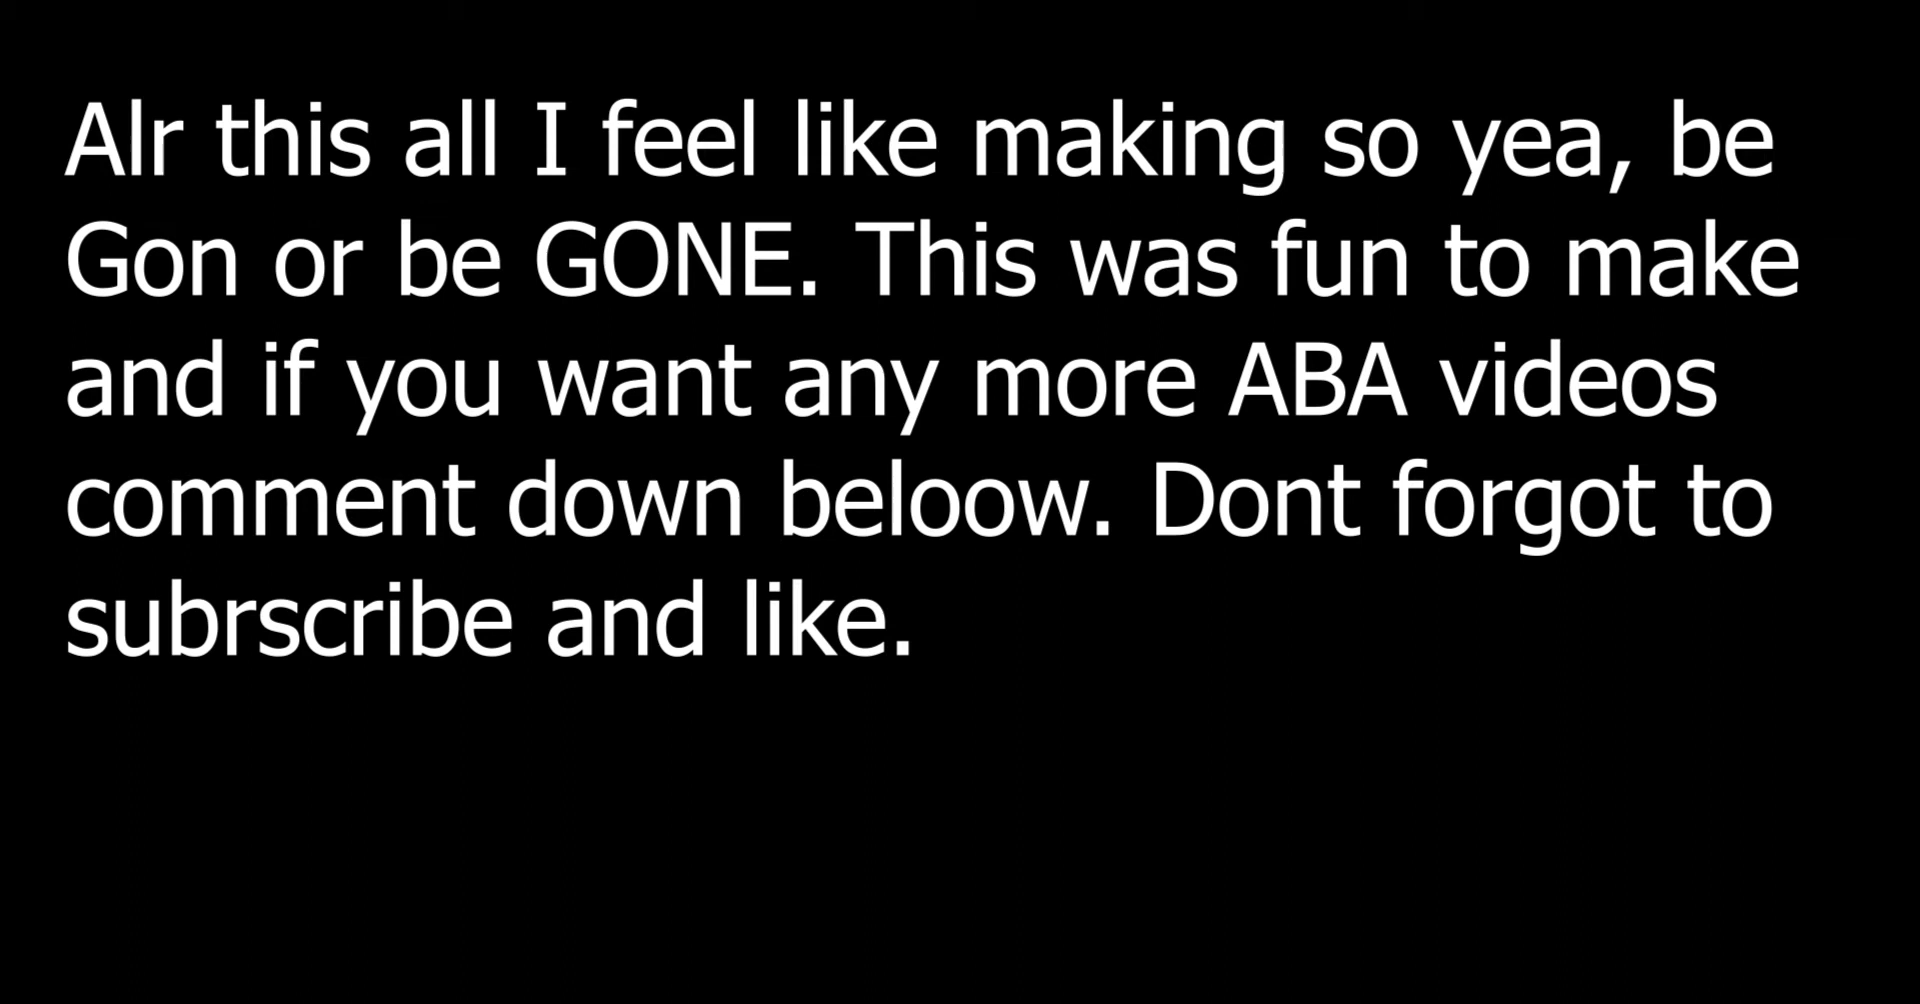 Alr this all I feel like making so yea, be
Gon or be GONE. This was fun to make
and if you want any more ABA videos
comment down beloow. Dont forgot to
subrscribe and like.